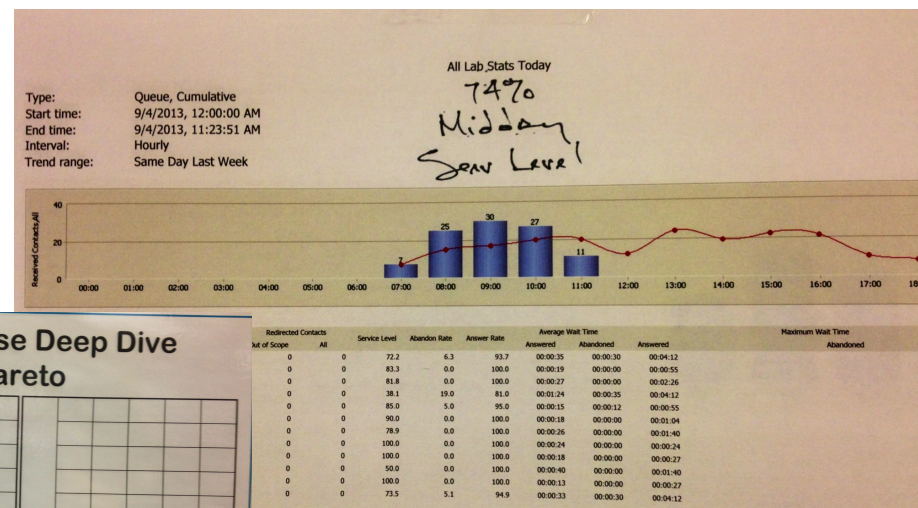 All Lab Stats Today
74%
Midday
Serv Level
Type: Queue, Cumulative
Start time: 9/4/2013, 12:00:00 AM
End time: 9/4/2013, 11:23:51 AM
Interval: Hourly
Trend range: Same Day Last Week
Received Contacts,All
40
20
0
7 25 30 27 11
00:00 01:00 02:00 03:00 04:00 05:00 06:00 07:00 08:00 09:00 10:00 11:00 12:00 13:00 14:00 15:00 16:00 17:00 18
se Deep Dive
areto
Redirected Contacts Average Wait Time Maximum Wait Time
Out of Scope All Service Level Abandon Rate Answer Rate Answered Abandoned Answered Abandoned
0 0 72.2 6.3 93.7 00:00:35 00:00:30 00:04:12
0 0 83.3 0.0 100.0 00:00:19 00:00:00 00:00:55
0 0 81.8 0.0 100.0 00:00:27 00:00:00 00:02:26
0 0 38.1 19.0 81.0 00:01:24 00:00:35 00:04:12
0 0 85.0 5.0 95.0 00:00:15 00:00:12 00:00:55
0 0 90.0 0.0 100.0 00:00:18 00:00:00 00:01:04
0 0 78.9 0.0 100.0 00:00:26 00:00:00 00:01:40
0 0 100.0 0.0 100.0 00:00:24 00:00:00 00:00:24
0 0 100.0 0.0 100.0 00:00:18 00:00:00 00:00:27
0 0 50.0 0.0 100.0 00:00:40 00:00:00 00:01:40
0 0 100.0 0.0 100.0 00:00:13 00:00:00 00:00:27
0 0 73.5 5.1 94.9 00:00:33 00:00:30 00:04:12